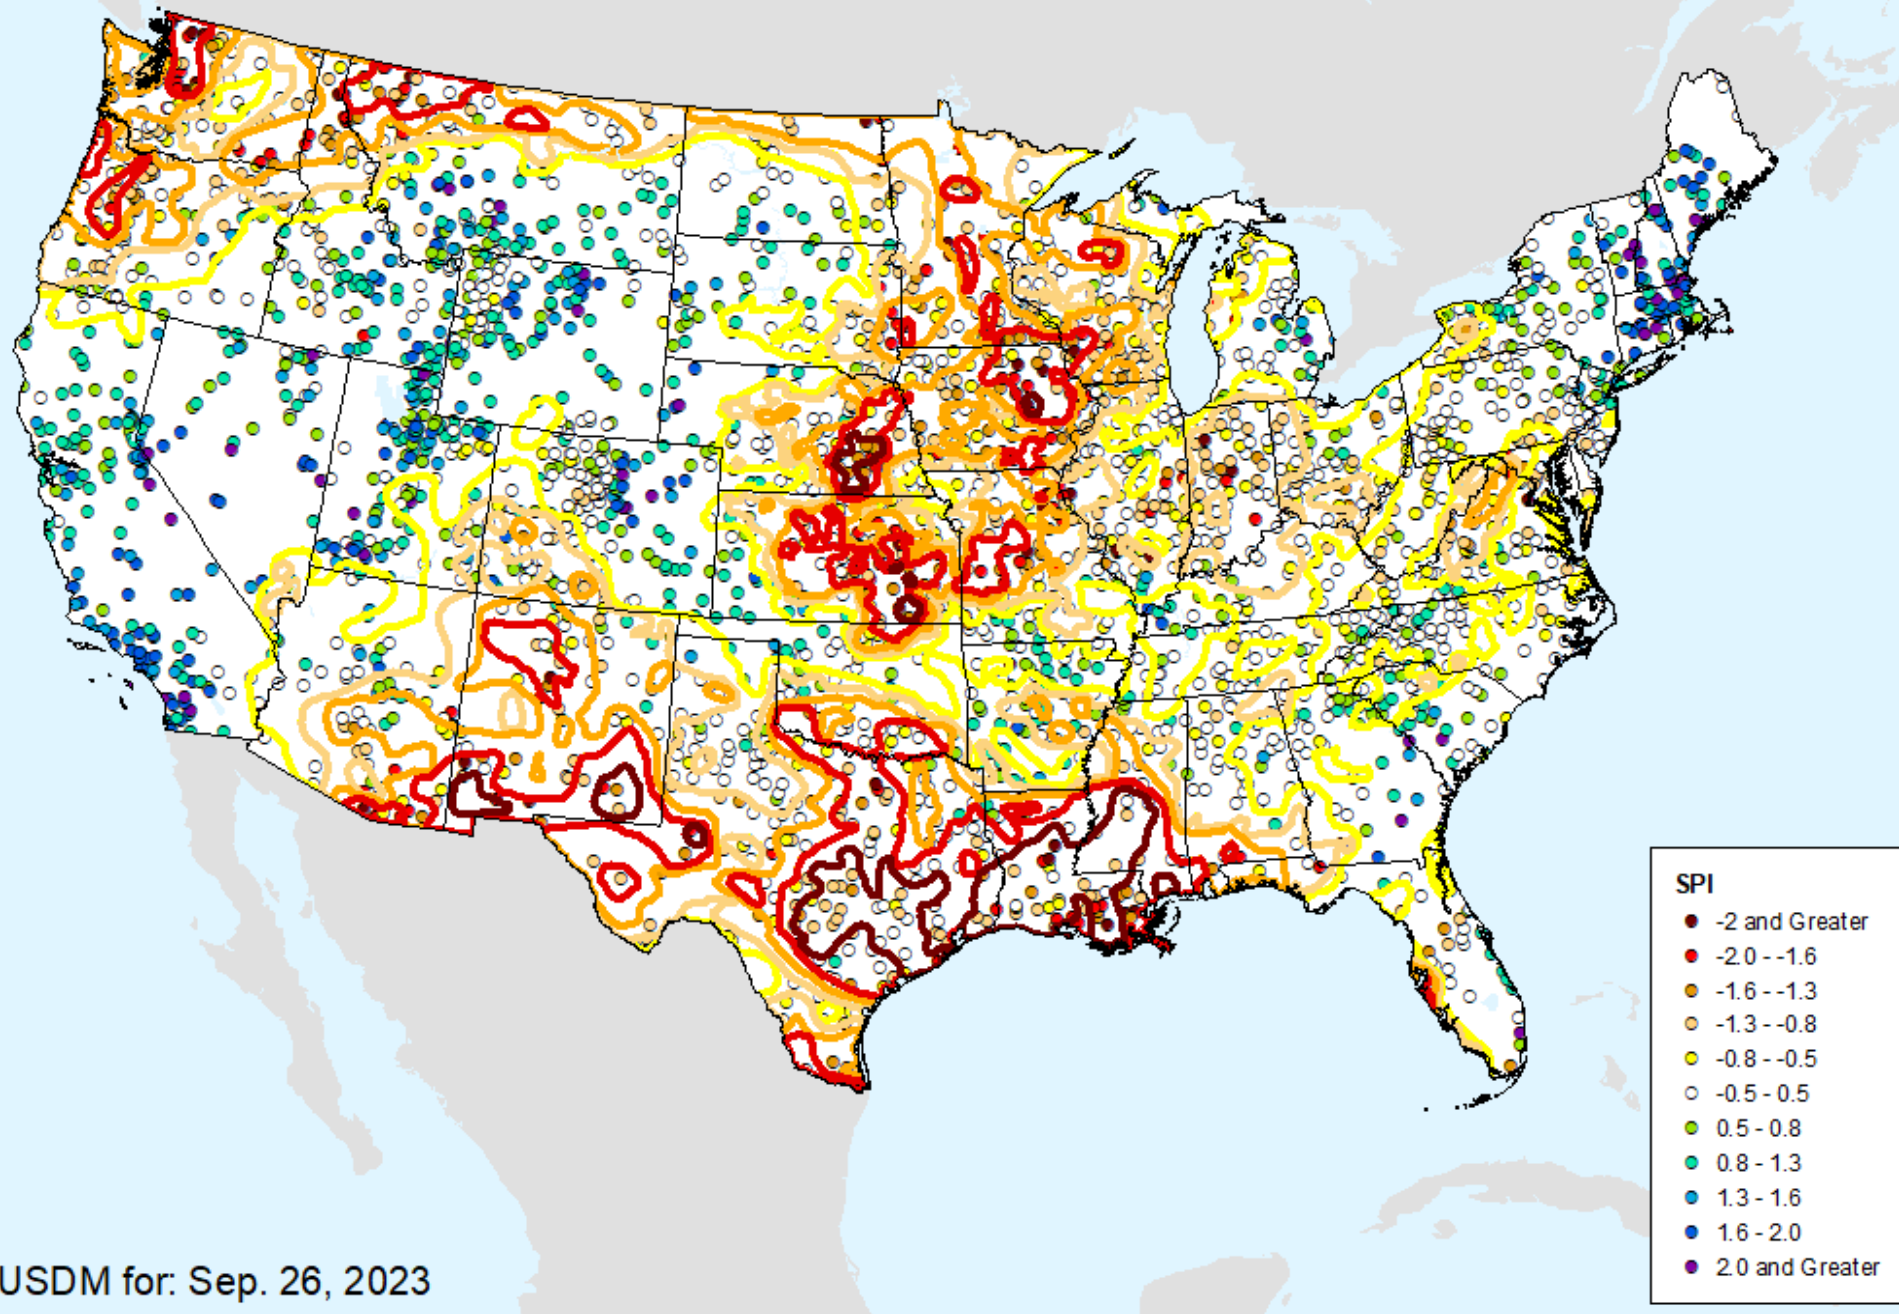 SPI
-2 and Greater
-2.0 - -1.6
-1.6 - -1.3
-1.3 - -0.8
-0.8 - -0.5
-0.5 - 0.5
0.5 - 0.8
0.8 - 1.3
1.3 - 1.6
1.6 - 2.0
2.0 and Greater
USDM for: Sep. 26, 2023